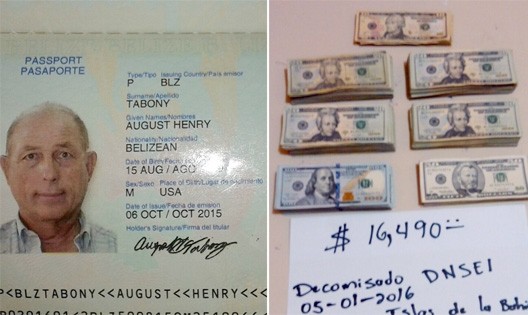 PASSPORT
PASAPORTE
Type/Tipo Issuing Country/País emisor
P BLZ
Surname/Apellido
TABONY
Given Names/Nombres
AUGUST HENRY
Nationality/Nacionalidad
BELIZEAN
Date of Birth/Fecha
15 AUG / AGO
Sex/Sexo Place of Birth/Lugar de nacimiento
M USA
Date of Issue/Fecha de emisión
06 OCT / OCT 2015
Holder's Signature/Firma del titular
August H Tabony
P<BLZTABONY<<AUGUST<<HENRY<<<<
$ 16,490
Decomisado DNSEI
05-01-2016
Islas de la Bahí